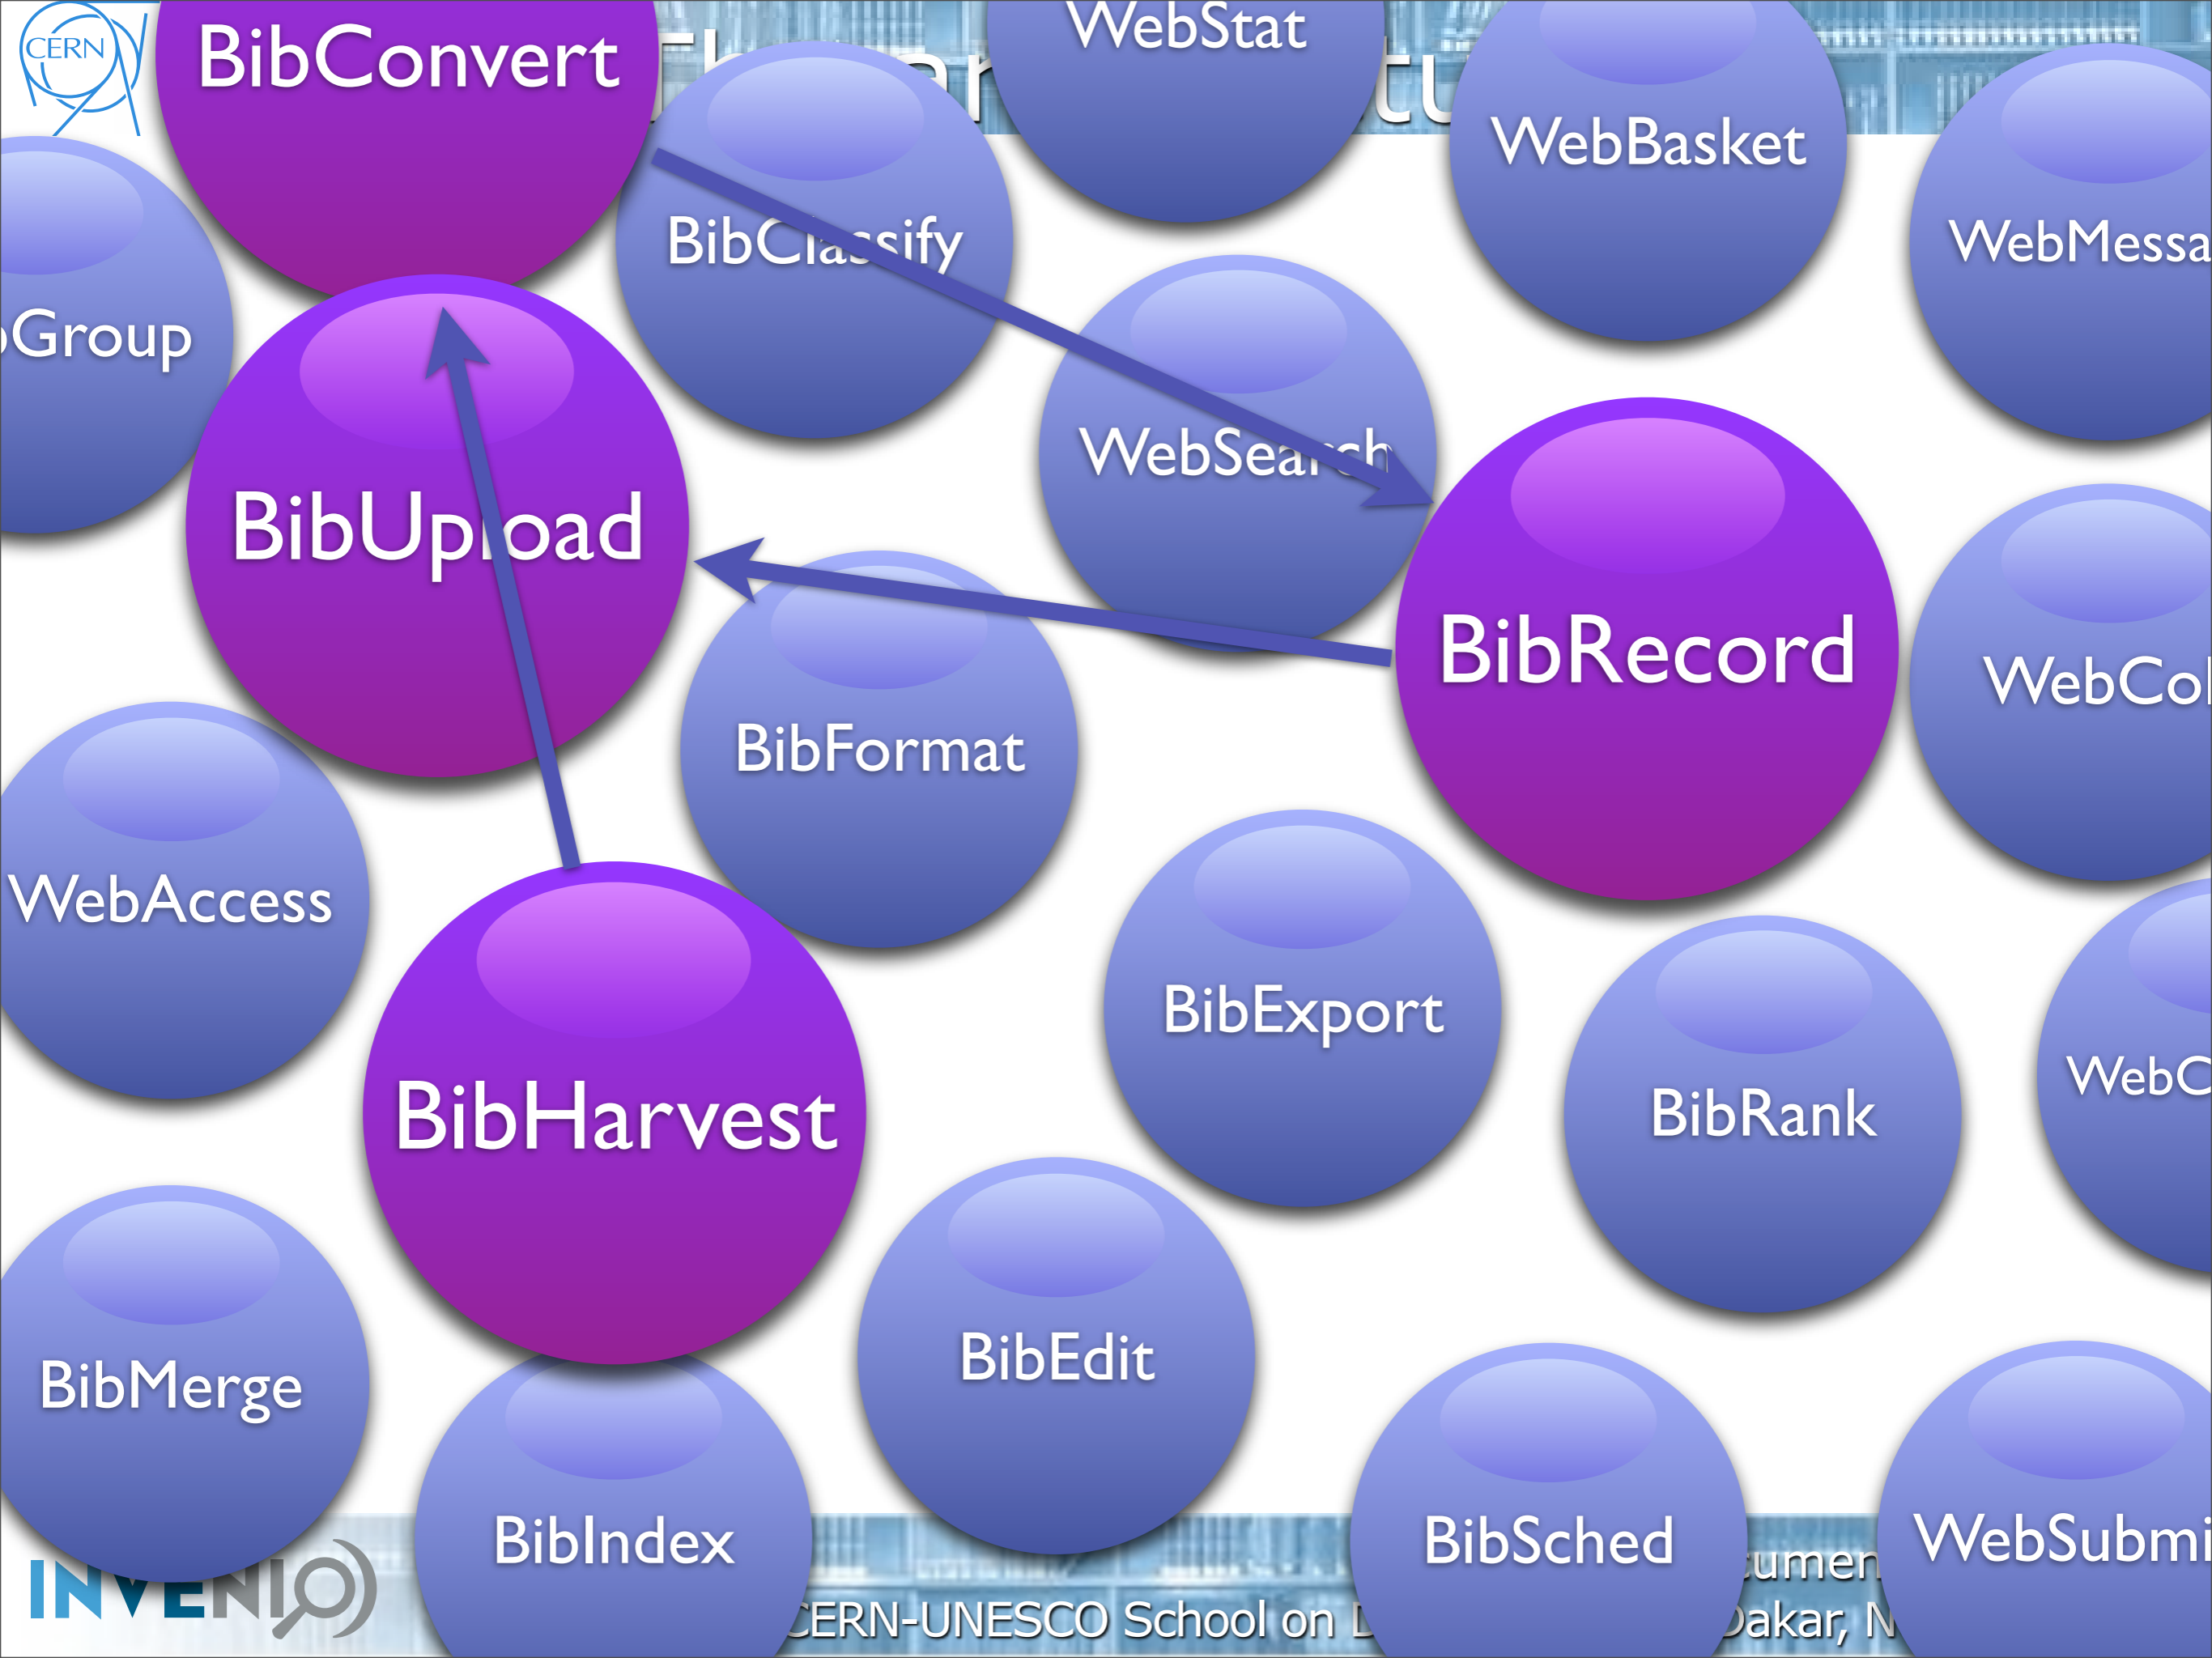 CERN
BibConvert
WebStat
WebBasket
BibClassify
WebMessa
Group
WebSearch
BibUpload
BibRecord
WebCol
BibFormat
WebAccess
BibExport
WebC
BibHarvest
BibRank
BibEdit
BibMerge
BibIndex
BibSched
WebSubmi
INVENIO
CERN-UNESCO School on
Dakar, N